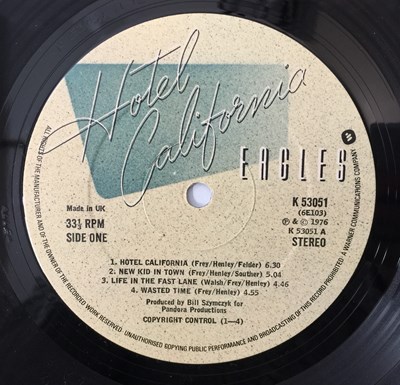 Hotel
California
EAGLES
Made in UK
33⅓ RPM
SIDE ONE
K 53051
(6E103)
℗ & © 1976
K 53051 A
STEREO
1. HOTEL CALIFORNIA (Frey/Henley/Felder) 6.30
2. NEW KID IN TOWN (Frey/Henley/Souther) 5.04
3. LIFE IN THE FAST LANE (Walsh/Frey/Henley) 4.46
4. WASTED TIME (Frey/Henley) 4.55
Produced by Bill Szymczyk for
Pandora Productions
COPYRIGHT CONTROL (1—4)
ALL RIGHTS OF THE MANUFACTURER AND OF THE OWNER OF THE RECORDED WORK RESERVED · UNAUTHORISED COPYING PUBLIC PERFORMANCE AND BROADCASTING OF THIS RECORD PROHIBITED · A WARNER COMMUNICATIONS COMPANY